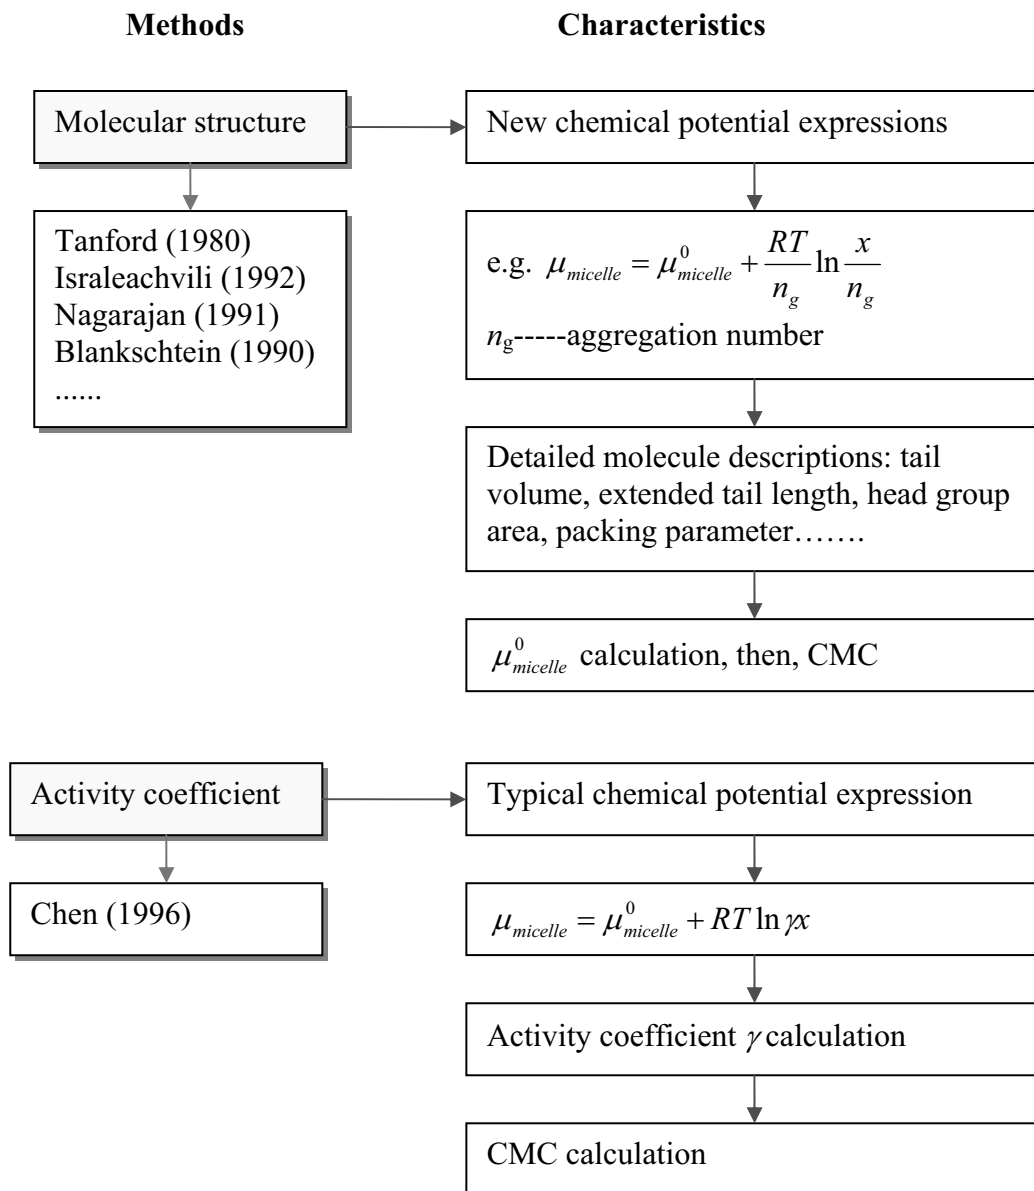 Methods
Characteristics
Molecular structure
New chemical potential expressions
Tanford (1980)
Israleachvili (1992)
Nagarajan (1991)
Blankschtein (1990)
......
e.g. μ_micelle = μ^0_micelle + RT/n_g ln x/n_g
n_g-----aggregation number
Detailed molecule descriptions: tail
volume, extended tail length, head group
area, packing parameter…….
μ^0_micelle calculation, then, CMC
Activity coefficient
Typical chemical potential expression
Chen (1996)
μ_micelle = μ^0_micelle + RT ln γx
Activity coefficient γ calculation
CMC calculation